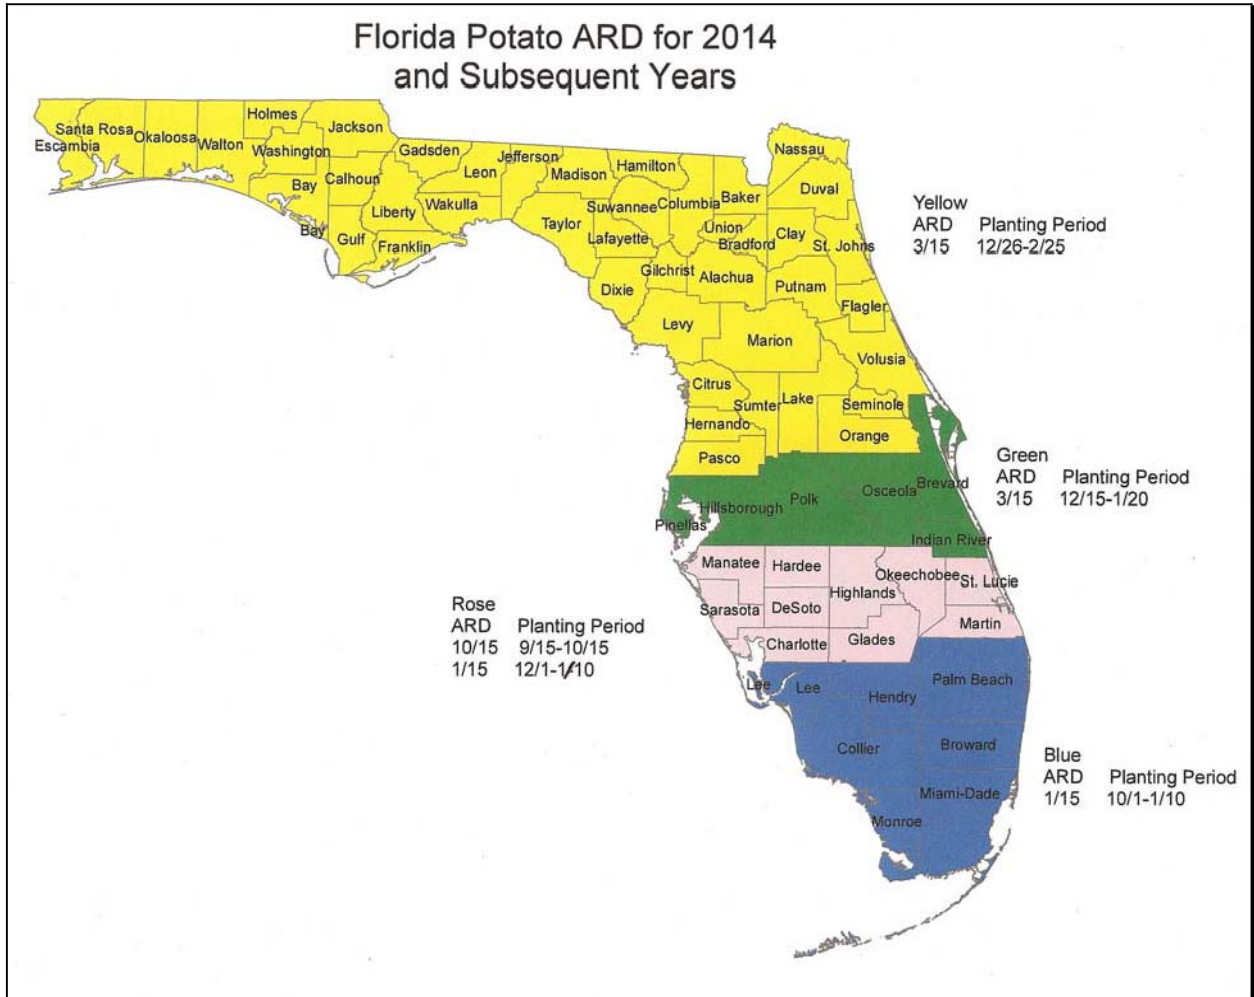 Florida Potato ARD for 2014
and Subsequent Years
Holmes
Jackson
Santa Rosa
Okaloosa
Walton
Escambia
Washington
Gadsden
Jefferson
Hamilton
Nassau
Leon
Madison
Bay
Calhoun
Duval
Baker
Liberty
Wakulla
Suwannee
Columbia
Taylor
Union
Bay
Gulf
Franklin
Lafayette
Bradford
Clay
St. Johns
Gilchrist
Alachua
Dixie
Putnam
Flagler
Levy
Marion
Volusia
Citrus
Sumter
Lake
Seminole
Hernando
Orange
Pasco
Polk
Osceola
Brevard
Hillsborough
Pinellas
Indian River
Manatee
Hardee
Okeechobee
St. Lucie
Highlands
Sarasota
DeSoto
Martin
Charlotte
Glades
Lee
Lee
Hendry
Palm Beach
Collier
Broward
Miami-Dade
Monroe
Yellow
ARD Planting Period
3/15 12/26-2/25
Green
ARD Planting Period
3/15 12/15-1/20
Rose
ARD Planting Period
10/15 9/15-10/15
1/15 12/1-1/10
Blue
ARD Planting Period
1/15 10/1-1/10